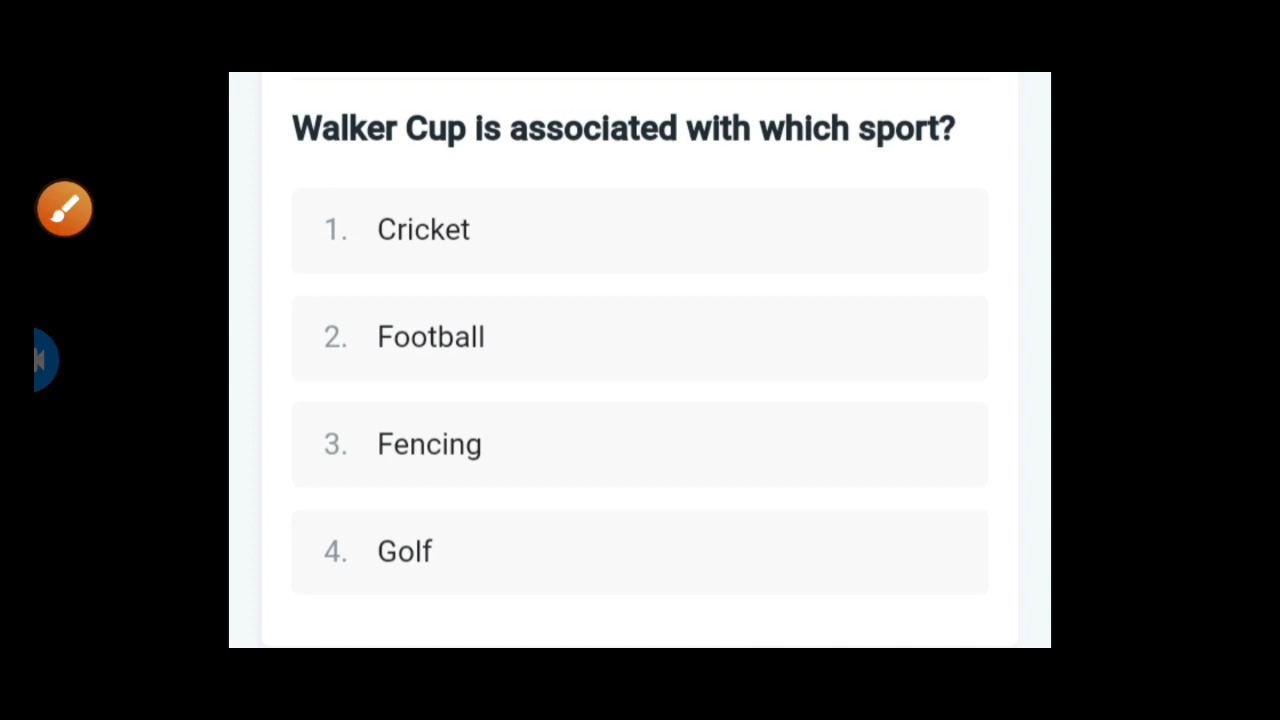 Walker Cup is associated with which sport?
1. Cricket
2. Football
3. Fencing
4. Golf